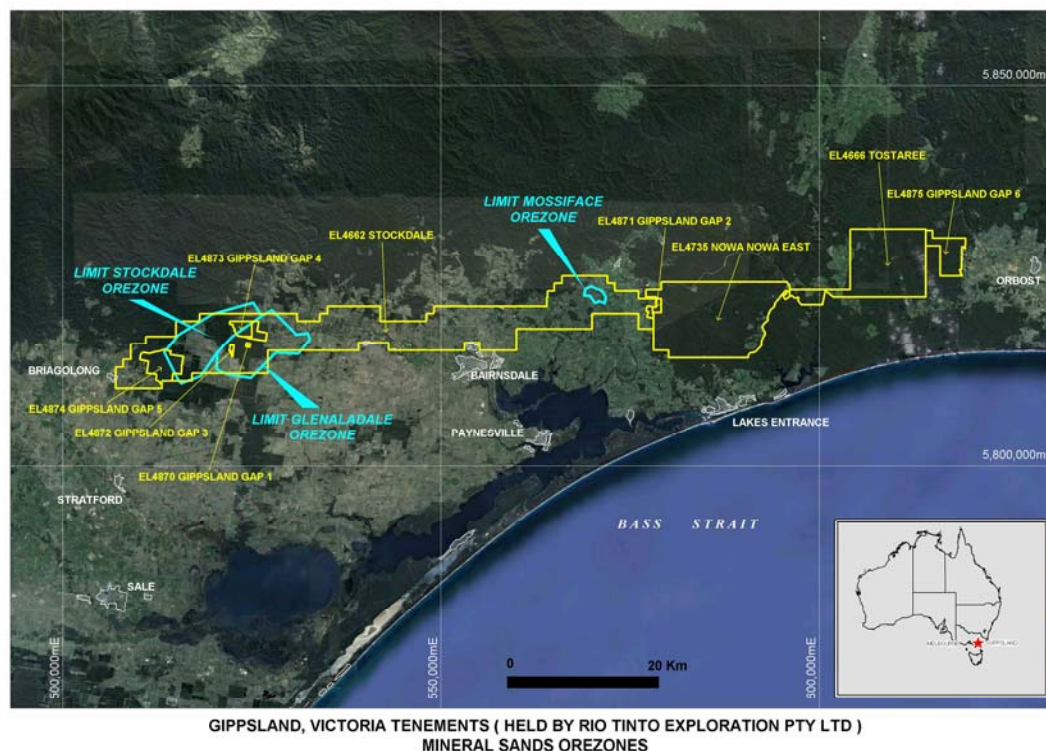 5,850,000m
EL4666 TOSTAREE
EL4875 GIPPSLAND GAP 6
LIMIT MOSSIFACE
OREZONE
EL4871 GIPPSLAND GAP 2
EL4662 STOCKDALE
EL4735 NOWA NOWA EAST
EL4873 GIPPSLAND GAP 4
LIMIT STOCKDALE
OREZONE
ORBOST
BRIAGOLONG
BAIRNSDALE
EL4874 GIPPSLAND GAP 5
LIMIT GLENALADALE
OREZONE
LAKES ENTRANCE
EL4872 GIPPSLAND GAP 3
PAYNESVILLE
5,800,000m
EL4870 GIPPSLAND GAP 1
STRATFORD
BASS STRAIT
SALE
500,000mE
550,000mE
600,000mE
MELBOURNE
GIPPSLAND
0
20 Km
GIPPSLAND, VICTORIA TENEMENTS ( HELD BY RIO TINTO EXPLORATION PTY LTD )
MINERAL SANDS OREZONES